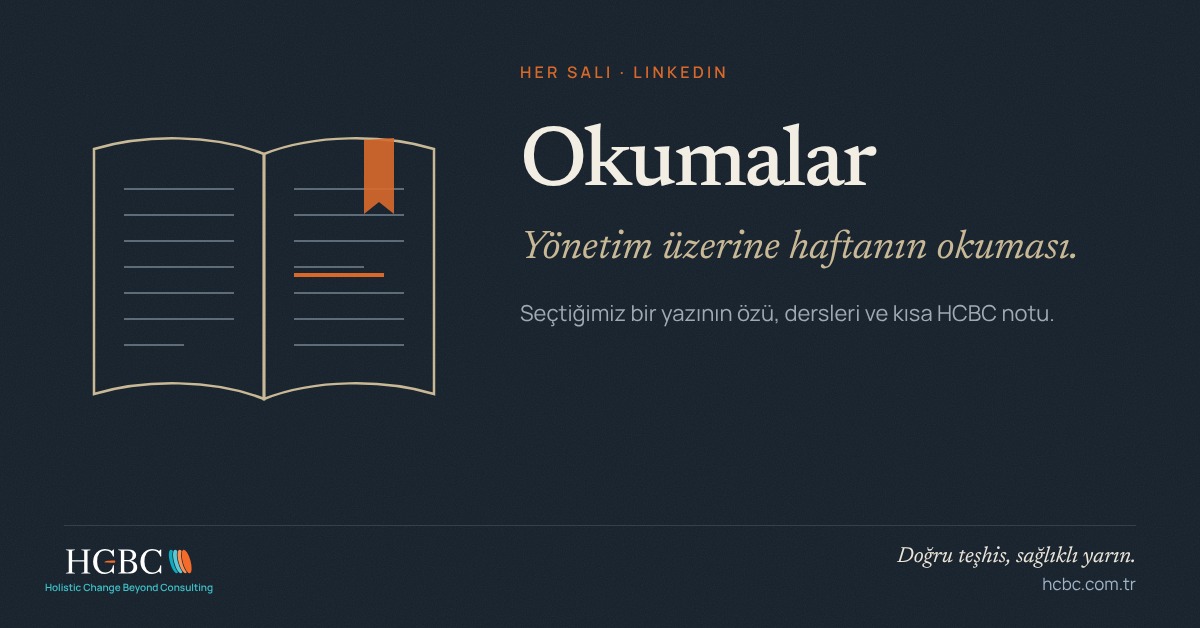 HER SALI · LINKEDIN
Okumalar
Yönetim üzerine haftanın okuması.
Seçtiğimiz bir yazının özü, dersleri ve kısa HCBC notu.
HCBC
Holistic Change Beyond Consulting
Doğru teşhis, sağlıklı yarın.
hcbc.com.tr